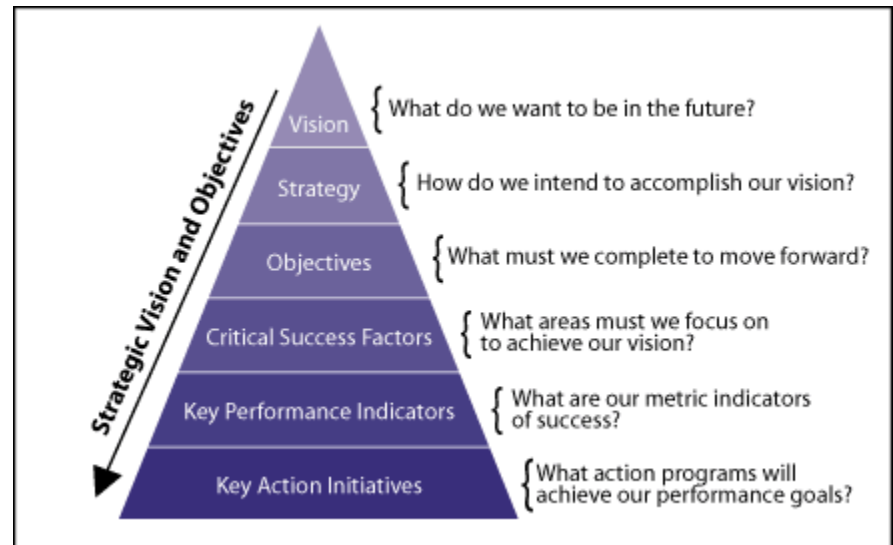 Strategic Vision and Objectives
Vision
What do we want to be in the future?
Strategy
How do we intend to accomplish our vision?
Objectives
What must we complete to move forward?
Critical Success Factors
What areas must we focus on
to achieve our vision?
Key Performance Indicators
What are our metric indicators
of success?
Key Action Initiatives
What action programs will
achieve our performance goals?